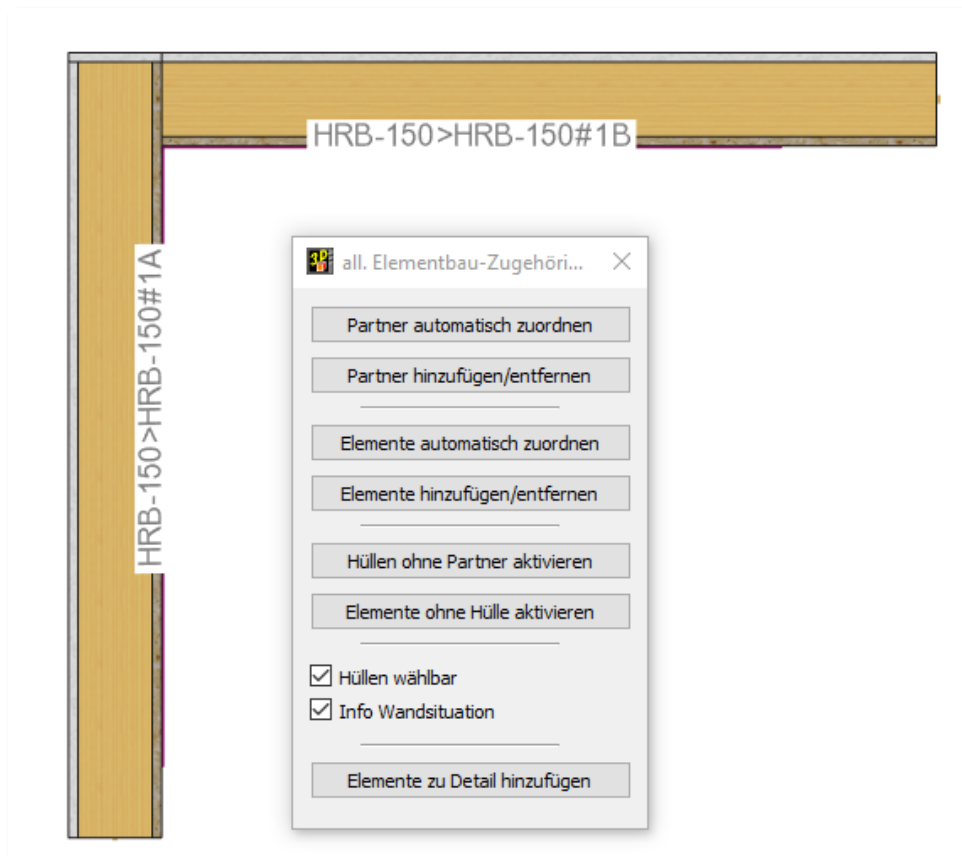 HRB-150>HRB-150#1B
HRB-150>HRB-150#1A
all. Elementbau-Zugehöri...
Partner automatisch zuordnen
Partner hinzufügen/entfernen
Elemente automatisch zuordnen
Elemente hinzufügen/entfernen
Hüllen ohne Partner aktivieren
Elemente ohne Hülle aktivieren
Hüllen wählbar
Info Wandsituation
Elemente zu Detail hinzufügen